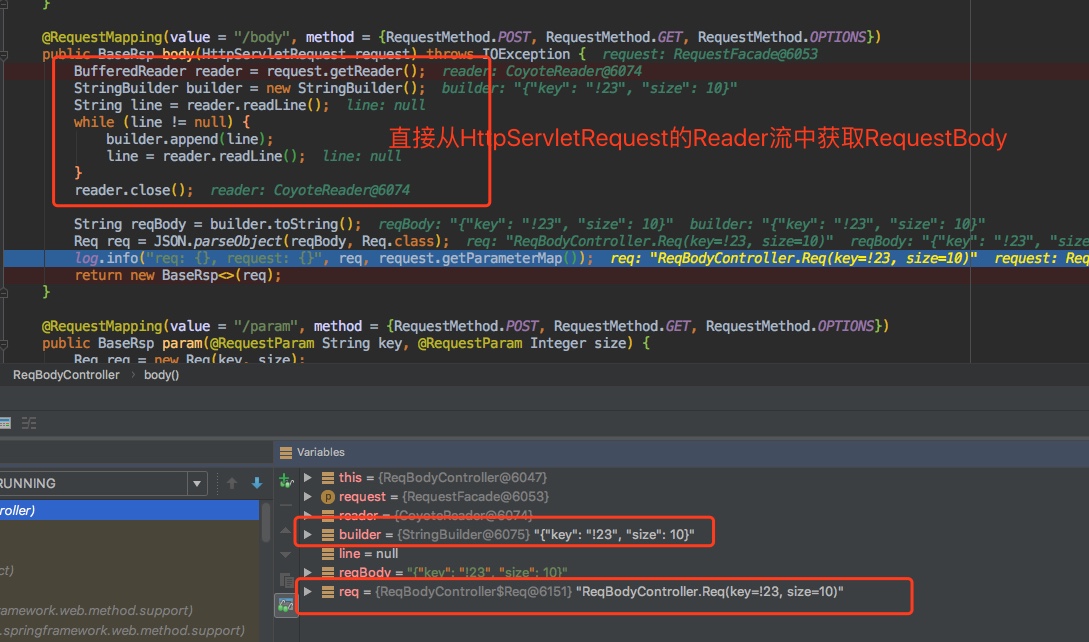 }
@RequestMapping(value = "/body", method = {RequestMethod.POST, RequestMethod.GET, RequestMethod.OPTIONS})
public BaseRsp body(HttpServletRequest request) throws IOException { request: RequestFacade@6053
BufferedReader reader = request.getReader(); reader: CoyoteReader@6074
StringBuilder builder = new StringBuilder(); builder: "{"key": "!23", "size": 10}"
String line = reader.readLine(); line: null
while (line != null) {
builder.append(line);
直接从HttpServletRequest的Reader流中获取RequestBody
line = reader.readLine(); line: null
}
reader.close(); reader: CoyoteReader@6074
String reqBody = builder.toString(); reqBody: "{"key": "!23", "size": 10}" builder: "{"key": "!23", "size": 10}"
Req req = JSON.parseObject(reqBody, Req.class); req: "ReqBodyController.Req(key=!23, size=10)" reqBody: "{"key": "!23", "size
log.info("req: {}, request: {}", req, request.getParameterMap()); req: "ReqBodyController.Req(key=!23, size=10)" request: Req
return new BaseRsp<>(req);
}
@RequestMapping(value = "/param", method = {RequestMethod.POST, RequestMethod.GET, RequestMethod.OPTIONS})
public BaseRsp param(@RequestParam String key, @RequestParam Integer size) {
Req req = new Req(key, size);
ReqBodyController › body()
Variables
RUNNING
this = {ReqBodyController@6047}
request = {RequestFacade@6053}
oller)
reader = {CoyoteReader@6074}
builder = {StringBuilder@6075} "{"key": "!23", "size": 10}"
line = null
ct)
reqBody = "{"key": "!23", "size": 10}"
req = {ReqBodyController$Req@6151} "ReqBodyController.Req(key=!23, size=10)"
ramework.web.method.support)
.springframework.web.method.support)